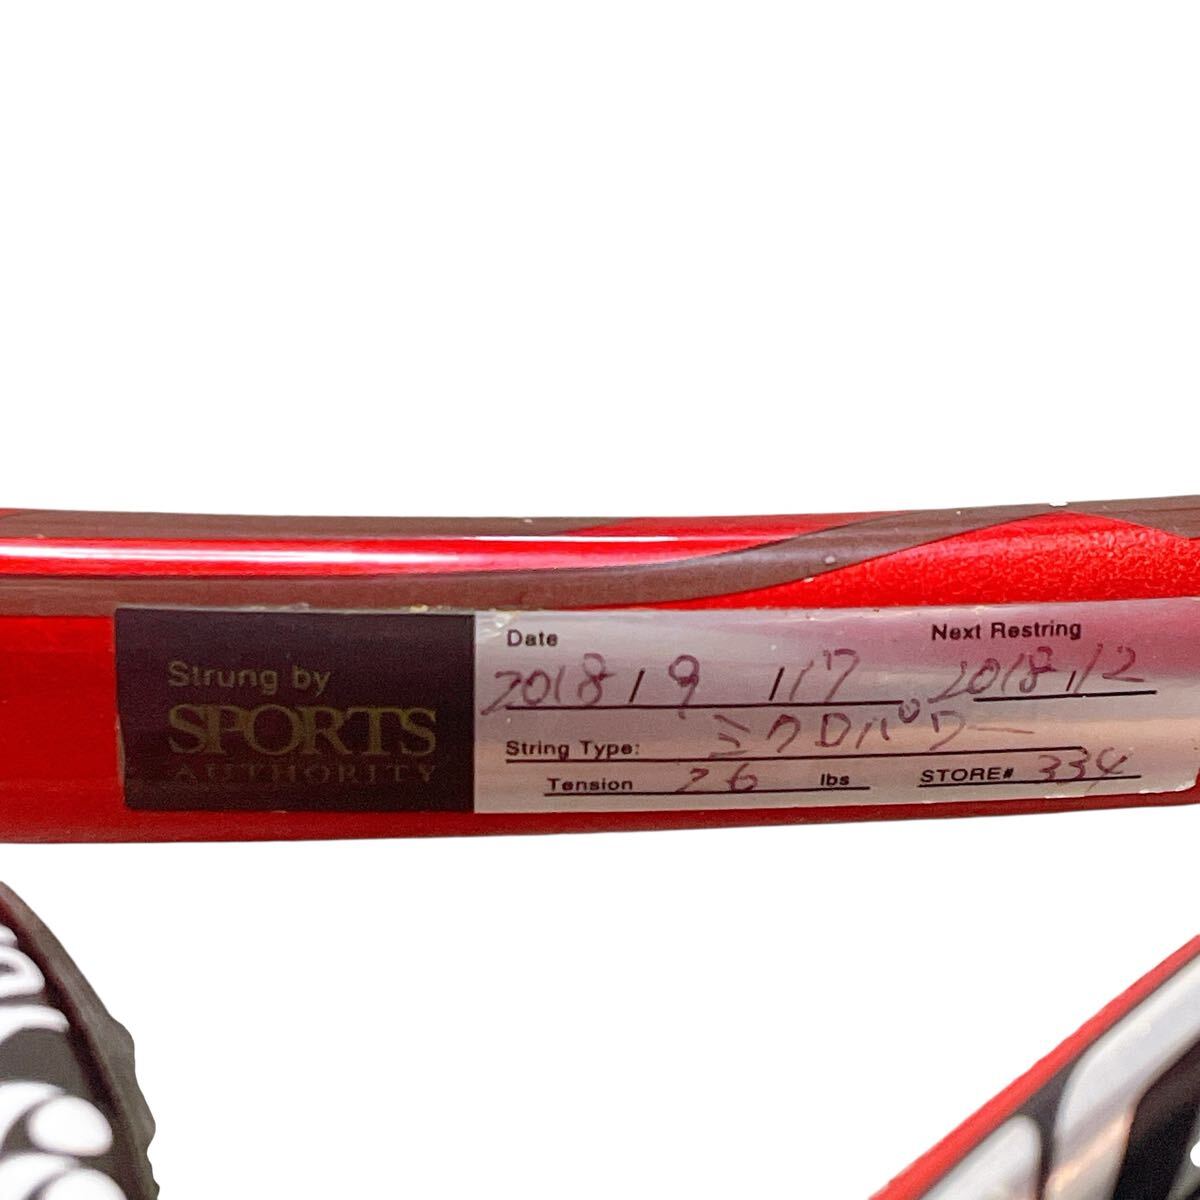 Strung by
SPORTS
AUTHORITY
Date
Next Restring
2018 / 9 / 17
2018 / 12
String Type: ミクロパワー
Tension 26 lbs
STORE# 334